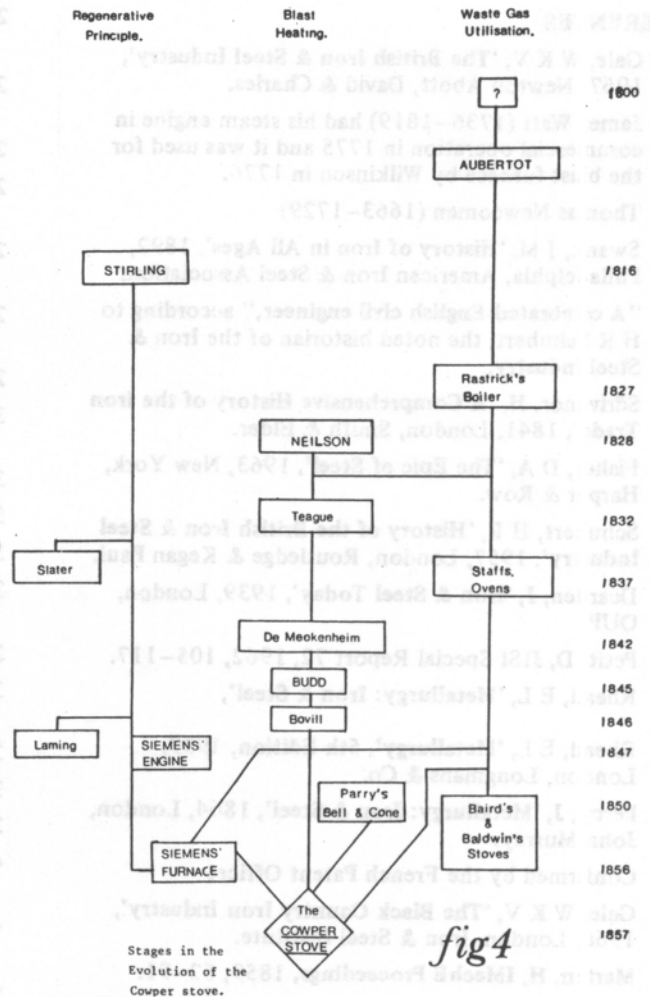 Regenerative
Principle.
Blast
Heating.
Waste Gas
Utilisation.
?
1800
AUBERTOT
STIRLING
1816
Rastrick's
Boiler
1827
NEILSON
1828
Teague
1832
Slater
Staffs,
Ovens
1837
De Meckenheim
1842
BUDD
1845
Bovill
1846
Laming
SIEMENS'
ENGINE
1847
Parry's
Bell & Cone
Baird's
&
Baldwin's
Stoves
1850
SIEMENS'
FURNACE
1856
The
COWPER
STOVE
1857
Stages in the
Evolution of the
Cowper stove.
fig4